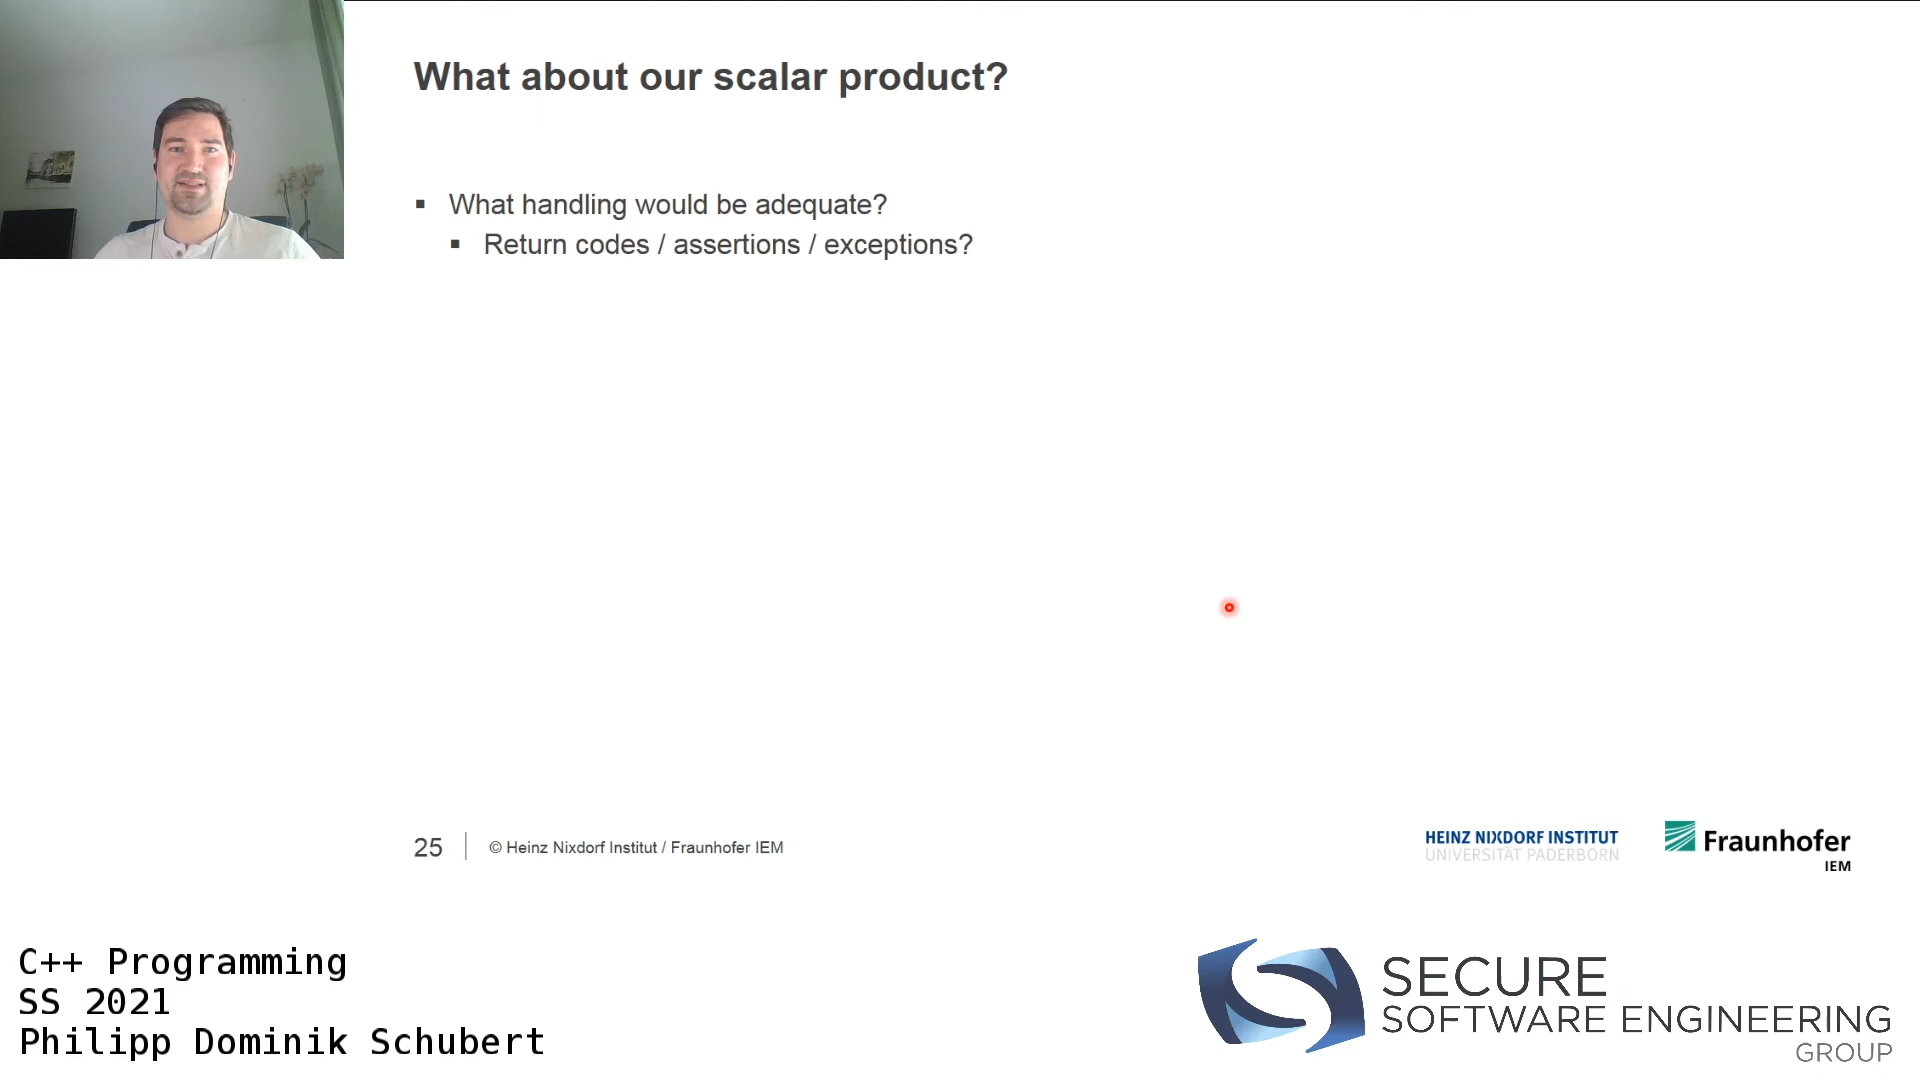 What about our scalar product?
▪ What handling would be adequate?
▪ Return codes / assertions / exceptions?
25
© Heinz Nixdorf Institut / Fraunhofer IEM
HEINZ NIXDORF INSTITUT
UNIVERSITÄT PADERBORN
Fraunhofer
IEM
C++ Programming
SS 2021
Philipp Dominik Schubert
SECURE
SOFTWARE ENGINEERING
GROUP